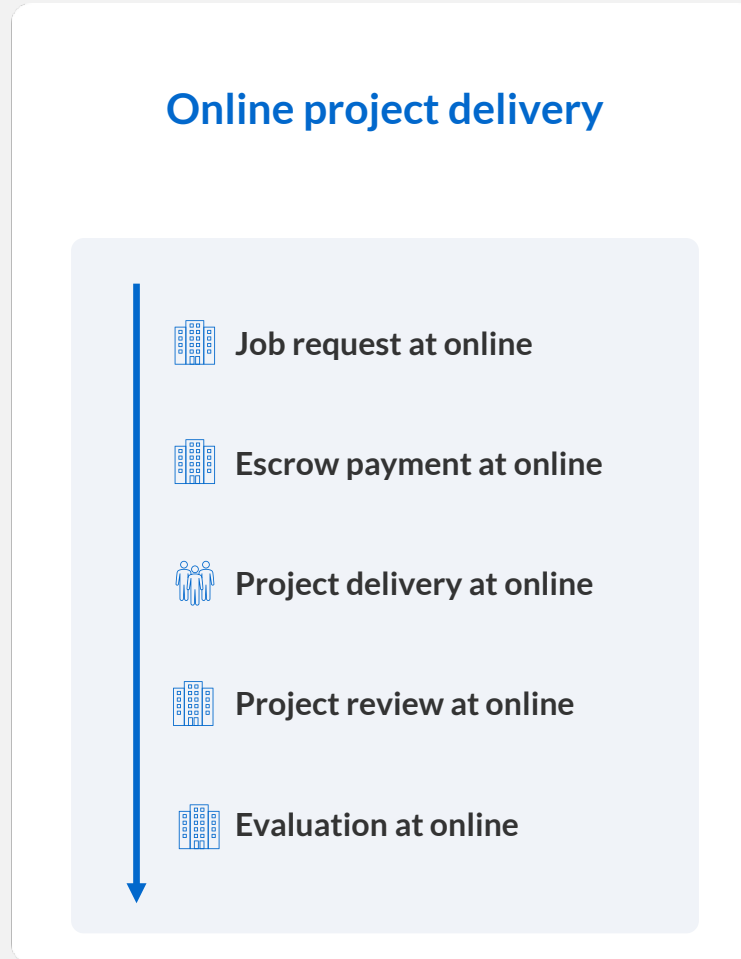 Online project delivery
Job request at online
Escrow payment at online
Project delivery at online
Project review at online
Evaluation at online